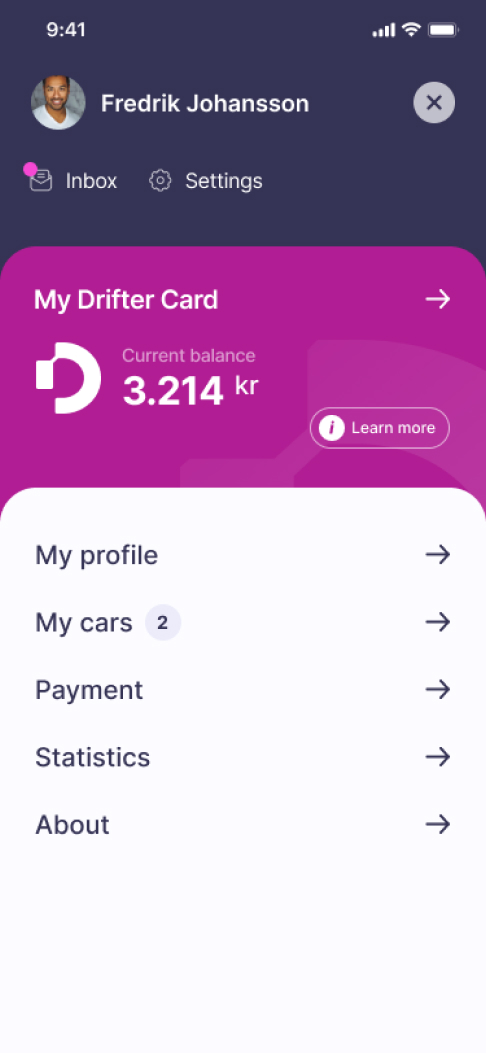 9:41
Fredrik Johansson
Inbox
Settings
My Drifter Card
Current balance
3.214 kr
i Learn more
My profile
My cars 2
Payment
Statistics
About